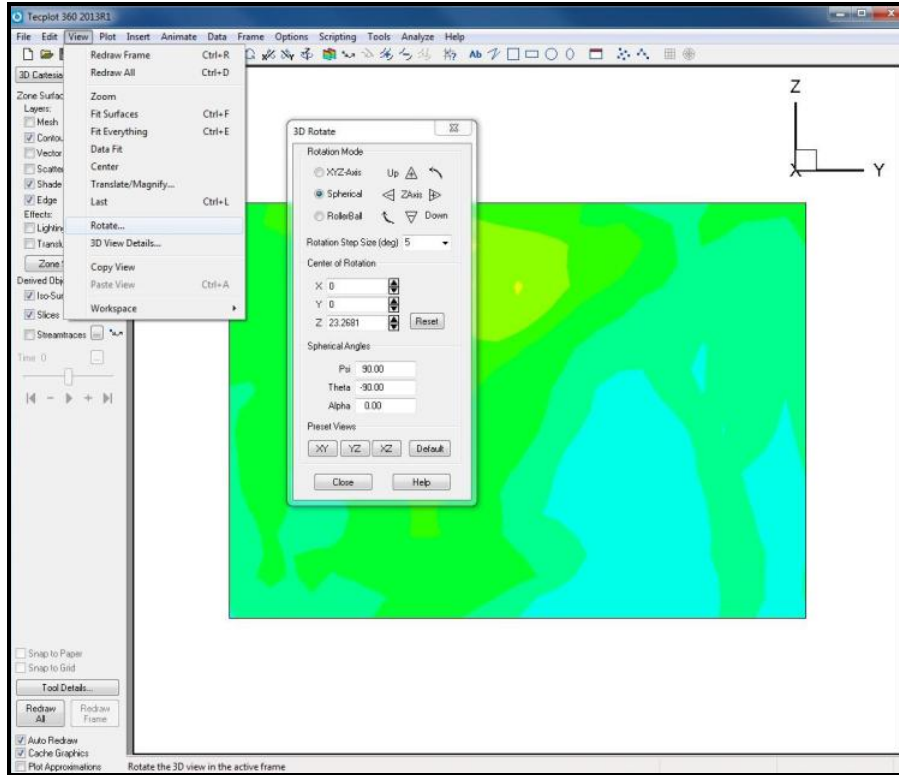 Tecplot 360 2013R1
File Edit View Plot Insert Animate Data Frame Options Scripting Tools Analyze Help
Redraw Frame Ctrl+R
Redraw All Ctrl+D
Zoom
Fit Surfaces Ctrl+F
Fit Everything Ctrl+E
Data Fit
Center
Translate/Magnify...
Last Ctrl+L
Rotate...
3D View Details...
Copy View
Paste View Ctrl+A
Workspace
Ab
3D Cartesia
Zone Surfac
Layers:
Mesh
Contou
Vector
Scatter
Shade
Edge
Effects:
Lighting
Translu
Zone
Derived Obje
Iso-Sur
Slices
Streamtraces ...
Time: 0 ...
Snap to Paper
Snap to Grid
Tool Details...
Redraw All
Redraw Frame
Auto Redraw
Cache Graphics
Plot Approximations
Rotate the 3D view in the active frame
3D Rotate
Rotation Mode
XYZ-Axis Up
Spherical ZAxis
RollerBall Down
Rotation Step Size (deg) 5
Center of Rotation
X 0
Y 0
Z 23.2681 Reset
Spherical Angles
Psi 90.00
Theta -90.00
Alpha 0.00
Preset Views
XY YZ XZ Default
Close Help
Z
X Y